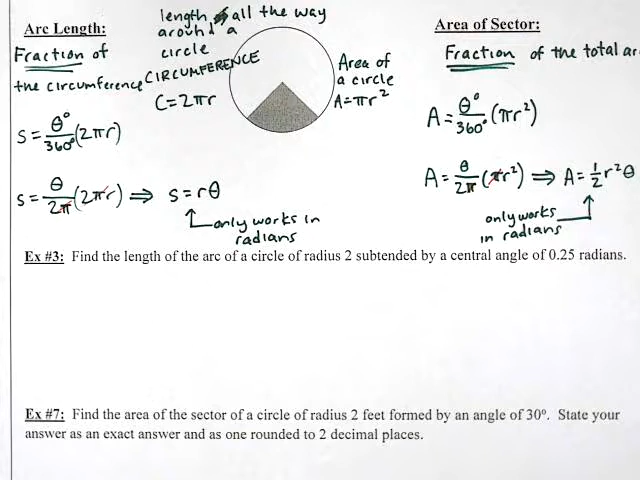 Arc Length:
Fraction of
the circumference
s = θ°/360° (2πr)
s = θ/2π (2πr) ⇒ s = rθ
only works in
radians
length all the way
around a
circle
CIRCUMFERENCE
C = 2πr
Area of
a circle
A = πr²
Area of Sector:
Fraction of the total ar
A = θ°/360° (πr²)
A = θ/2π (πr²) ⇒ A = ½r²θ
only works
in radians
Ex #3: Find the length of the arc of a circle of radius 2 subtended by a central angle of 0.25 radians.
Ex #7: Find the area of the sector of a circle of radius 2 feet formed by an angle of 30°. State your
answer as an exact answer and as one rounded to 2 decimal places.